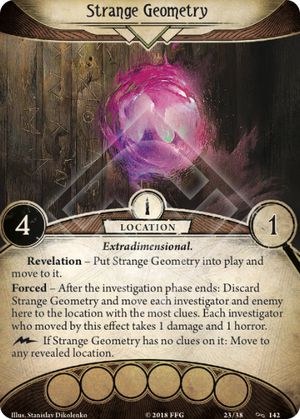 Strange Geometry
4
LOCATION
1
Extradimensional.
Revelation – Put Strange Geometry into play and
move to it.
Forced – After the investigation phase ends: Discard
Strange Geometry and move each investigator and enemy
here to the location with the most clues. Each investigator
who moved by this effect takes 1 damage and 1 horror.
If Strange Geometry has no clues on it: Move to
any revealed location.
Illus. Stanislav Dikolenko
© 2018 FFG
23/38
142